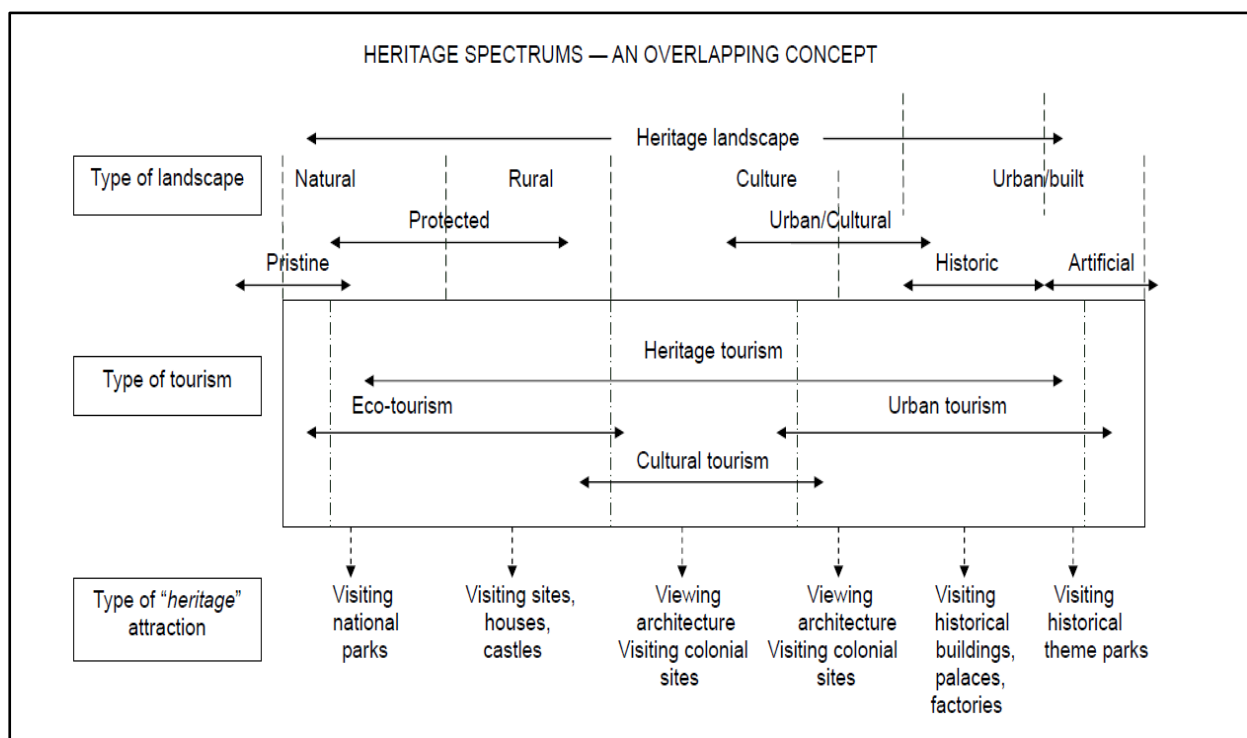 HERITAGE SPECTRUMS — AN OVERLAPPING CONCEPT
Heritage landscape
Type of landscape
Natural
Rural
Culture
Urban/built
Protected
Urban/Cultural
Pristine
Historic
Artificial
Type of tourism
Heritage tourism
Eco-tourism
Urban tourism
Cultural tourism
Type of "heritage"
attraction
Visiting
national
parks
Visiting sites,
houses,
castles
Viewing
architecture
Visiting colonial
sites
Viewing
architecture
Visiting colonial
sites
Visiting
historical
buildings,
palaces,
factories
Visiting
historical
theme parks